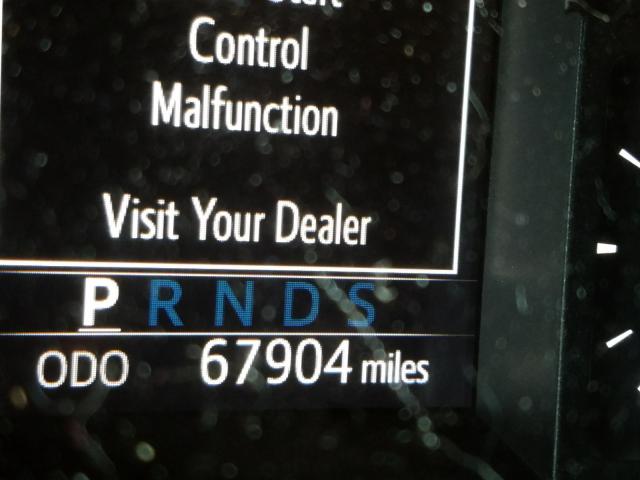 Control
Malfunction
Visit Your Dealer
P R N D S
ODO 67904 miles